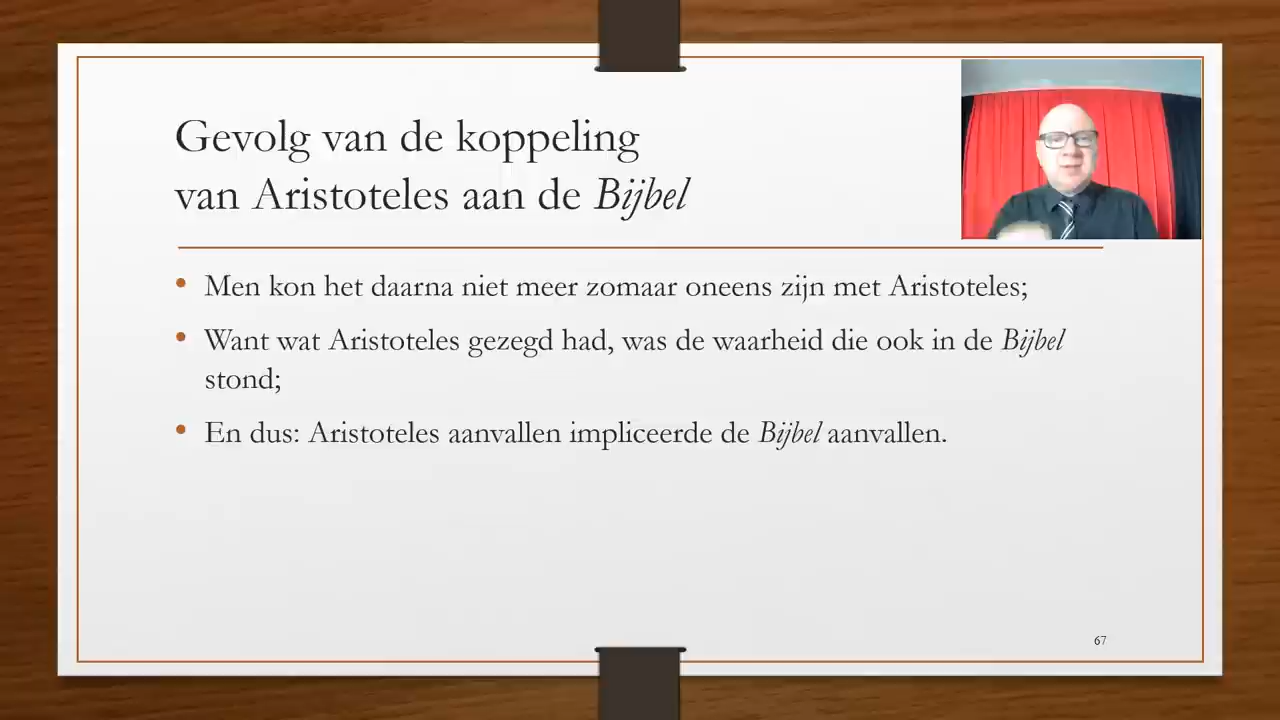 Gevolg van de koppeling
van Aristoteles aan de Bijbel
• Men kon het daarna niet meer zomaar oneens zijn met Aristoteles;
• Want wat Aristoteles gezegd had, was de waarheid die ook in de Bijbel
stond;
• En dus: Aristoteles aanvallen impliceerde de Bijbel aanvallen.
67